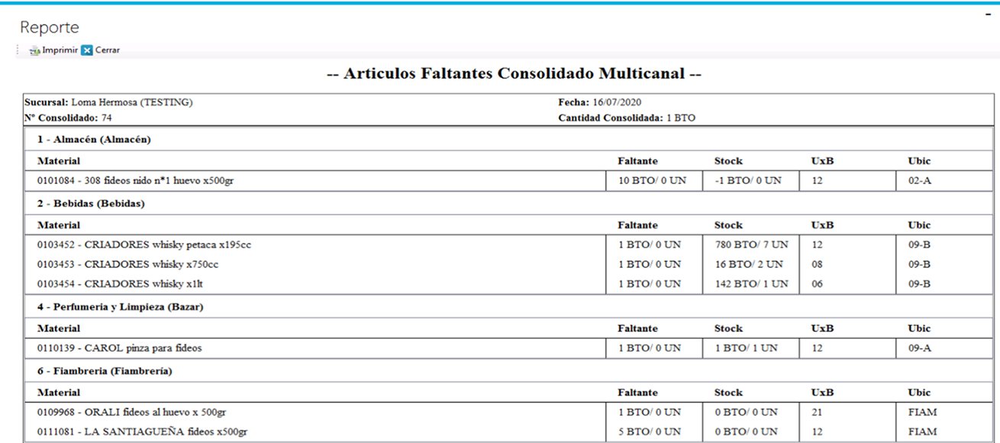 Reporte
Imprimir Cerrar
-- Articulos Faltantes Consolidado Multicanal --
Sucursal: Loma Hermosa (TESTING) Fecha: 16/07/2020
Nº Consolidado: 74 Cantidad Consolidada: 1 BTO
1 - Almacén (Almacén)
Material Faltante Stock UxB Ubic
0101084 - 308 fideos nido n*1 huevo x500gr 10 BTO/ 0 UN -1 BTO/ 0 UN 12 02-A
2 - Bebidas (Bebidas)
Material Faltante Stock UxB Ubic
0103452 - CRIADORES whisky petaca x195cc 1 BTO/ 0 UN 780 BTO/ 7 UN 12 09-B
0103453 - CRIADORES whisky x750cc 1 BTO/ 0 UN 16 BTO/ 2 UN 08 09-B
0103454 - CRIADORES whisky x1lt 1 BTO/ 0 UN 142 BTO/ 1 UN 06 09-B
4 - Perfumeria y Limpieza (Bazar)
Material Faltante Stock UxB Ubic
0110139 - CAROL pinza para fideos 1 BTO/ 0 UN 1 BTO/ 1 UN 12 09-A
6 - Fiambreria (Fiambrería)
Material Faltante Stock UxB Ubic
0109968 - ORALI fideos al huevo x 500gr 1 BTO/ 0 UN 0 BTO/ 0 UN 21 FIAM
0111081 - LA SANTIAGUEÑA fideos x500gr 5 BTO/ 0 UN 0 BTO/ 0 UN 12 FIAM